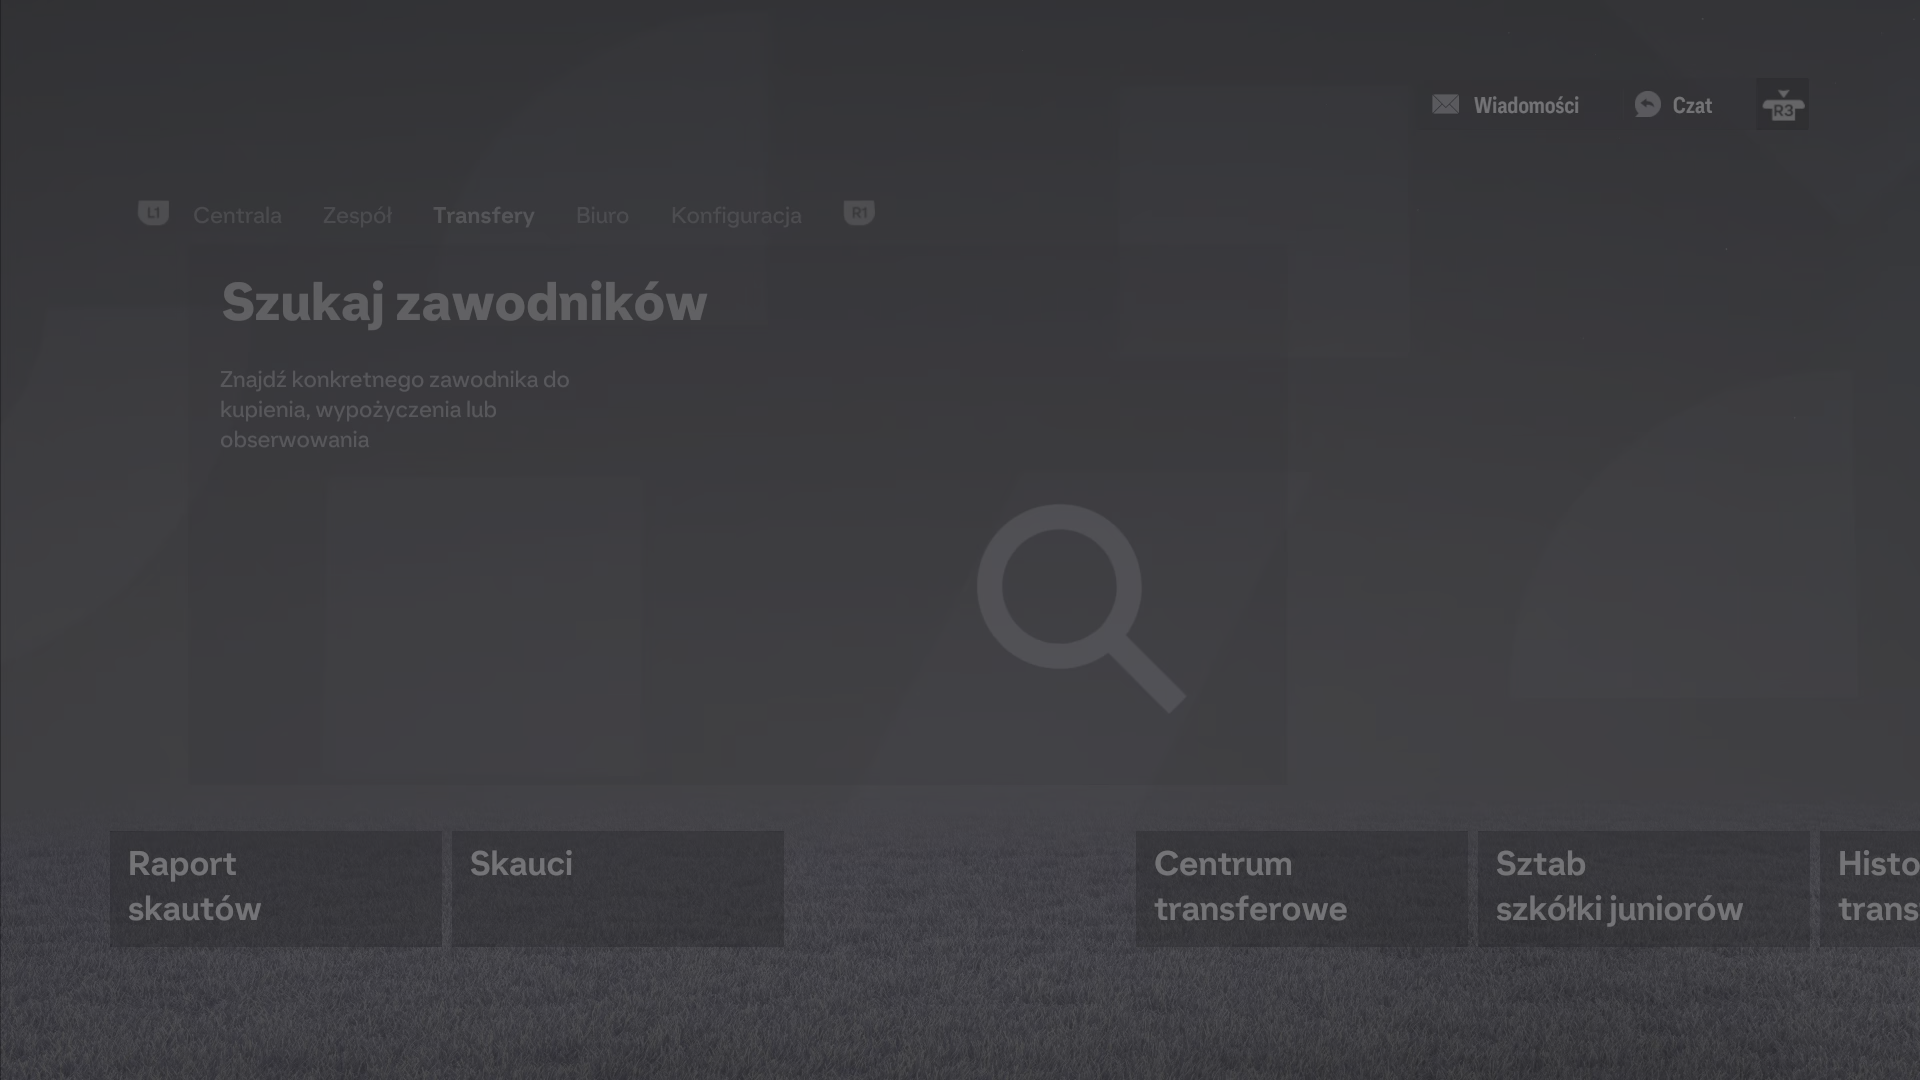 Wiadomości
Czat
R3
L1
Centrala
Zespół
Transfery
Biuro
Konfiguracja
R1
Szukaj zawodników
Znajdź konkretnego zawodnika do
kupienia, wypożyczenia lub
obserwowania
Raport
skautów
Skauci
Centrum
transferowe
Sztab
szkółki juniorów
Histo
trans